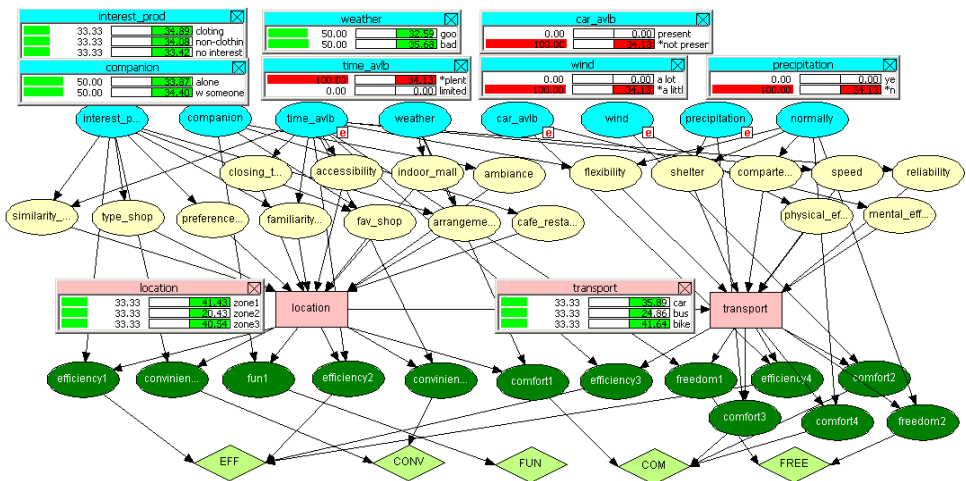 interest_prod
33.33 34.89 cloting
33.33 34.08 non-clothin
33.33 33.42 no interest
weather
50.00 32.59 goo
50.00 35.68 bad
car_avlb
0.00 0.00 present
100.00 34.13 *not preser
companion
50.00 33.87 alone
50.00 34.40 w someone
time_avlb
100.00 34.13 *plent
0.00 0.00 limited
wind
0.00 0.00 a lot
100.00 34.13 *a littl
precipitation
0.00 0.00 ye
100.00 34.13 *n
interest_p... companion time_avlb weather car_avlb wind precipitation normally
e e e e
closing_t... accessibility indoor_mall ambiance flexibility shelter comparte... speed reliability
similarity_... type_shop preference... familiarity... fav_shop arrangeme... cafe_resta... physical_ef... mental_eff...
location
33.33 41.43 zone1
33.33 20.43 zone2
33.33 40.54 zone3
location
transport
33.33 35.89 car
33.33 24.86 bus
33.33 41.64 bike
transport
efficiency1 convinien... fun1 efficiency2 convinien... comfort1 efficiency3 freedom1 efficiency4 comfort2
comfort3 comfort4 freedom2
EFF CONV FUN COM FREE